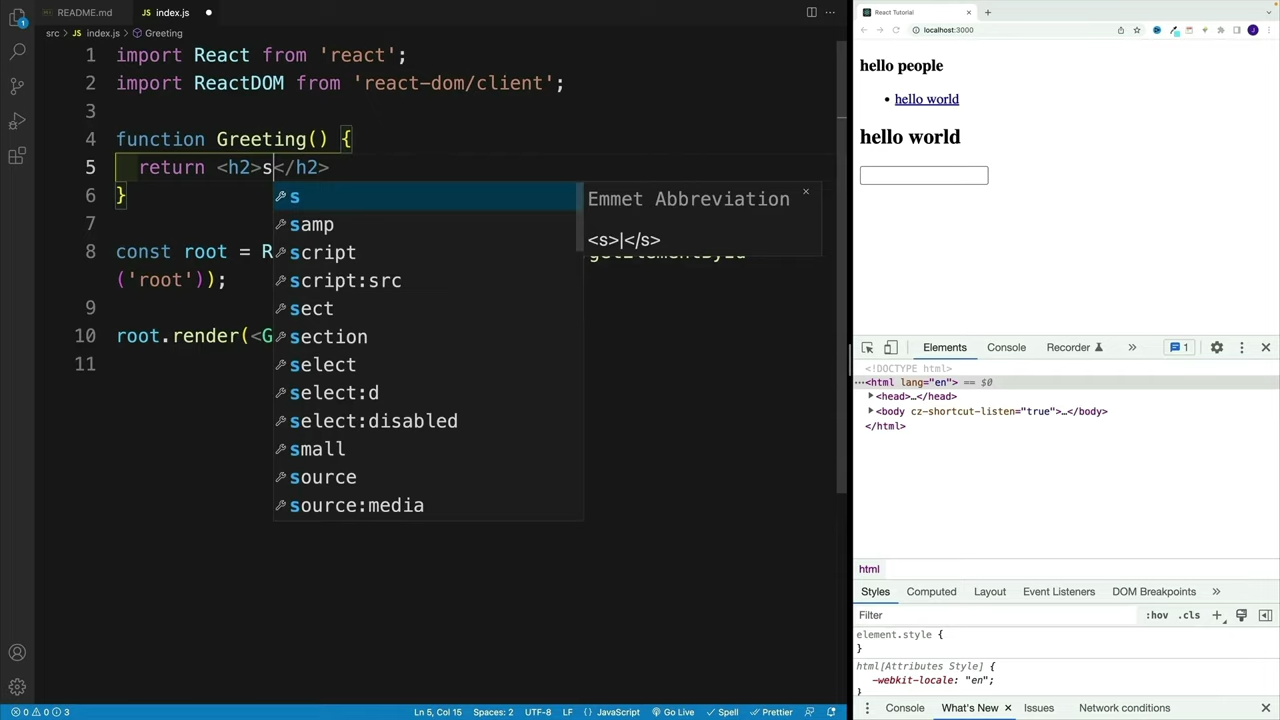 README.md
index.js
src > index.js > Greeting
1 import React from 'react';
2 import ReactDOM from 'react-dom/client';
3
4 function Greeting() {
5 return <h2>s</h2>
6 }
7
8 const root = R
('root'));
9
10 root.render(<G
11
s
samp
script
script:src
sect
section
select
select:d
select:disabled
small
source
source:media
Emmet Abbreviation
<s>|</s>
getElementById
1
0 0 3
Ln 5, Col 15
Spaces: 2
UTF-8
LF
{} JavaScript
Go Live
Spell
Prettier
React Tutorial
localhost:3000
J
hello people
• hello world
hello world
Elements
Console
Recorder
1
<!DOCTYPE html>
<html lang="en"> == $0
<head>…</head>
<body cz-shortcut-listen="true">…</body>
</html>
html
Styles
Computed
Layout
Event Listeners
DOM Breakpoints
Filter
:hov .cls
element.style {
}
html[Attributes Style] {
-webkit-locale: "en";
}
Console
What's New
Issues
Network conditions